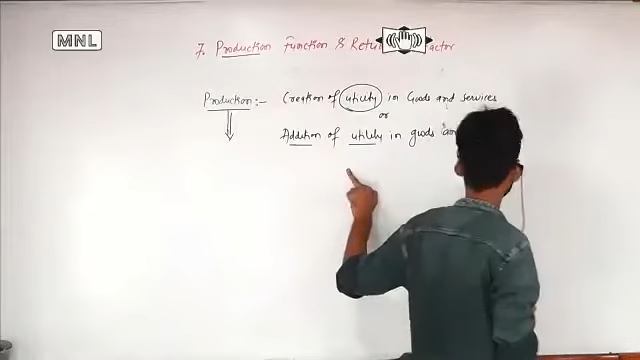 MNL
7. Production Function & Retu actor
Production:- Creation of utility in Goods and services
or
Addition of utility in goods an